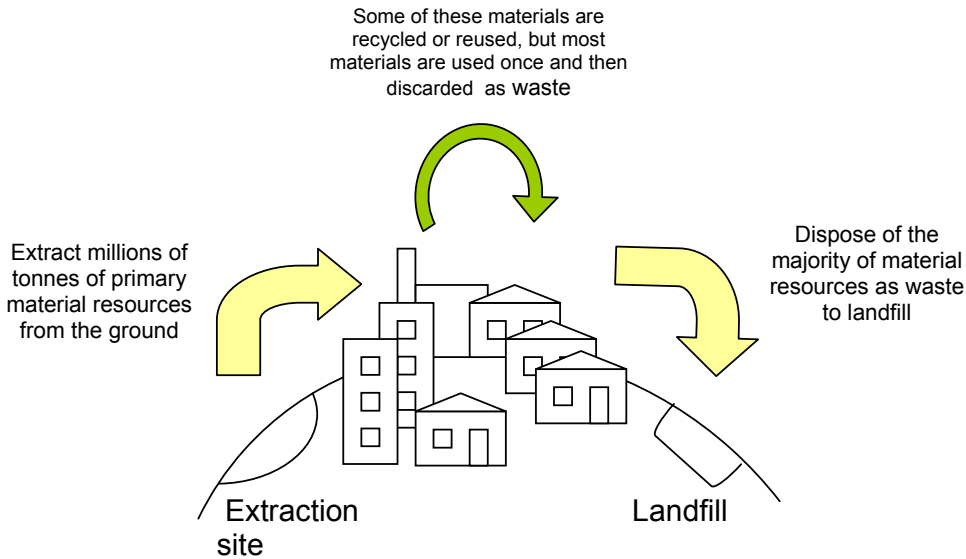 Some of these materials are
recycled or reused, but most
materials are used once and then
discarded as waste
Extract millions of
tonnes of primary
material resources
from the ground
Dispose of the
majority of material
resources as waste
to landfill
Extraction
site
Landfill